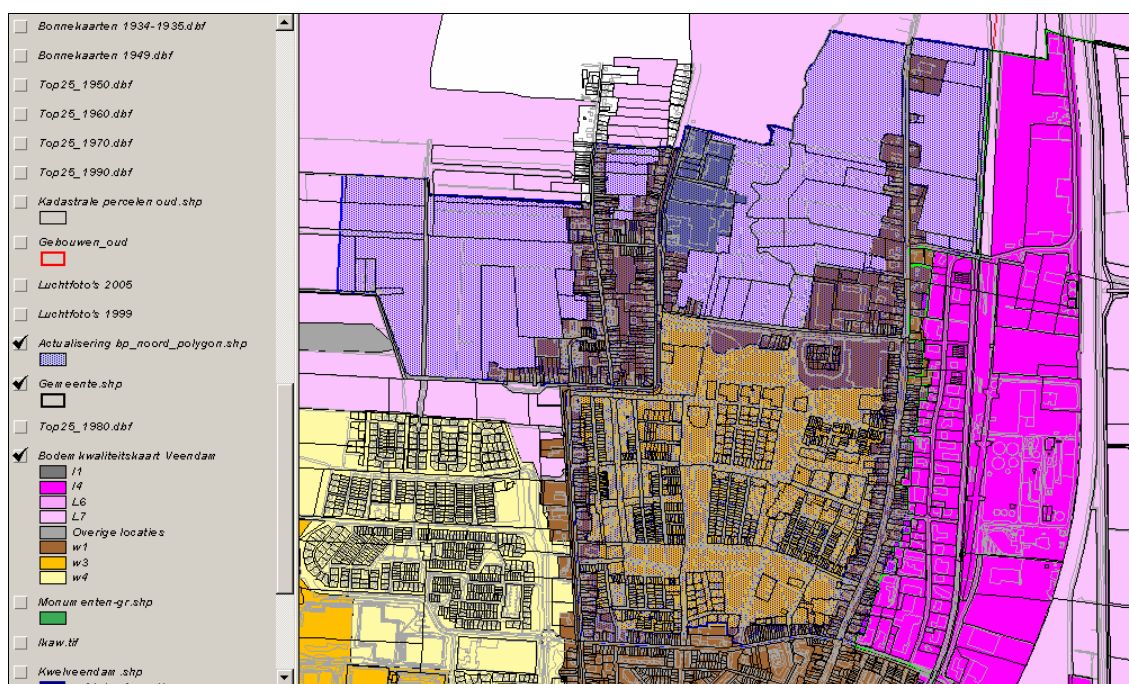 Bonnekaarten 1934-1935.dbf
Bonnekaarten 1949.dbf
Top25_1950.dbf
Top25_1960.dbf
Top25_1970.dbf
Top25_1990.dbf
Kadastrale percelen oud.shp
Gebouwen_oud
Luchtfoto's 2005
Luchtfoto's 1999
Actualisering bp_noord_polygon.shp
Gemeente.shp
Top25_1980.dbf
Bodemkwaliteitskaart Veendam
I1
I4
L6
L7
Overige locaties
w1
w3
w4
Monumenten-gr.shp
Ikaw.tif
Kwelveendam.shp